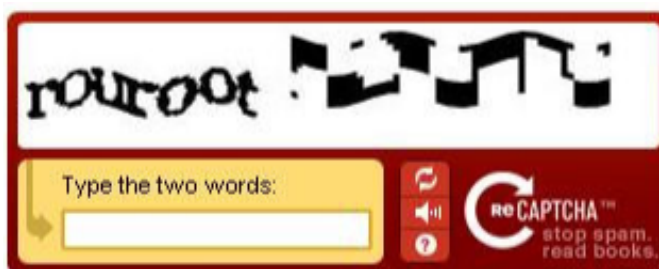 rouroot
Type the two words:
ReCAPTCHA™
stop spam.
read books.